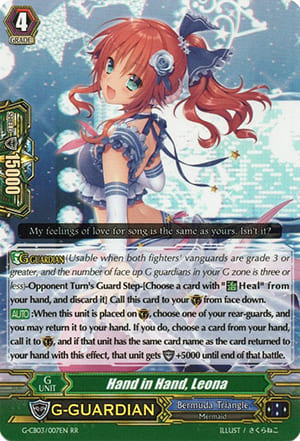 4
GRADE
15000
SHIELD
My feelings of love for song is the same as yours. Isn't it?
G GUARDIAN (Usable when both fighters' vanguards are grade 3 or
greater, and the number of face up G guardians in your G zone is three or
less)-Opponent Turn's Guard Step-[Choose a card with "Heal" from
your hand, and discard it] Call this card to G from face down.
AUTO:When this unit is placed on G, choose one of your rear-guards, and
you may return it to your hand. If you do, choose a card from your hand,
call it to G, and if that unit has the same card name as the card returned to
your hand with this effect, that unit gets +5000 until end of that battle.
G
UNIT
Hand in Hand, Leona
G-GUARDIAN
Bermuda Triangle
Mermaid
G-CB03/007EN RR
ILLUST / さくらねこ